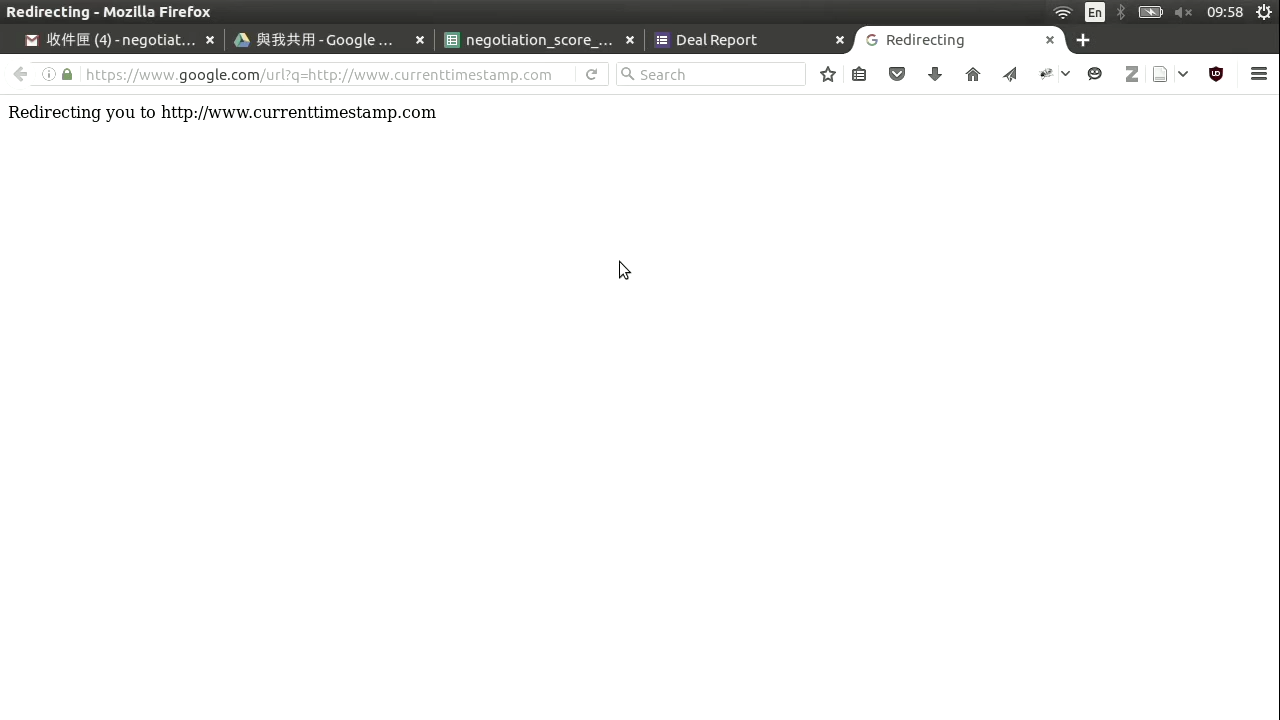 Redirecting - Mozilla Firefox
En
09:58
收件匣 (4) - negotiat...
與我共用 - Google ...
negotiation_score_...
Deal Report
Redirecting
https://www.google.com/url?q=http://www.currenttimestamp.com
Search
Redirecting you to http://www.currenttimestamp.com